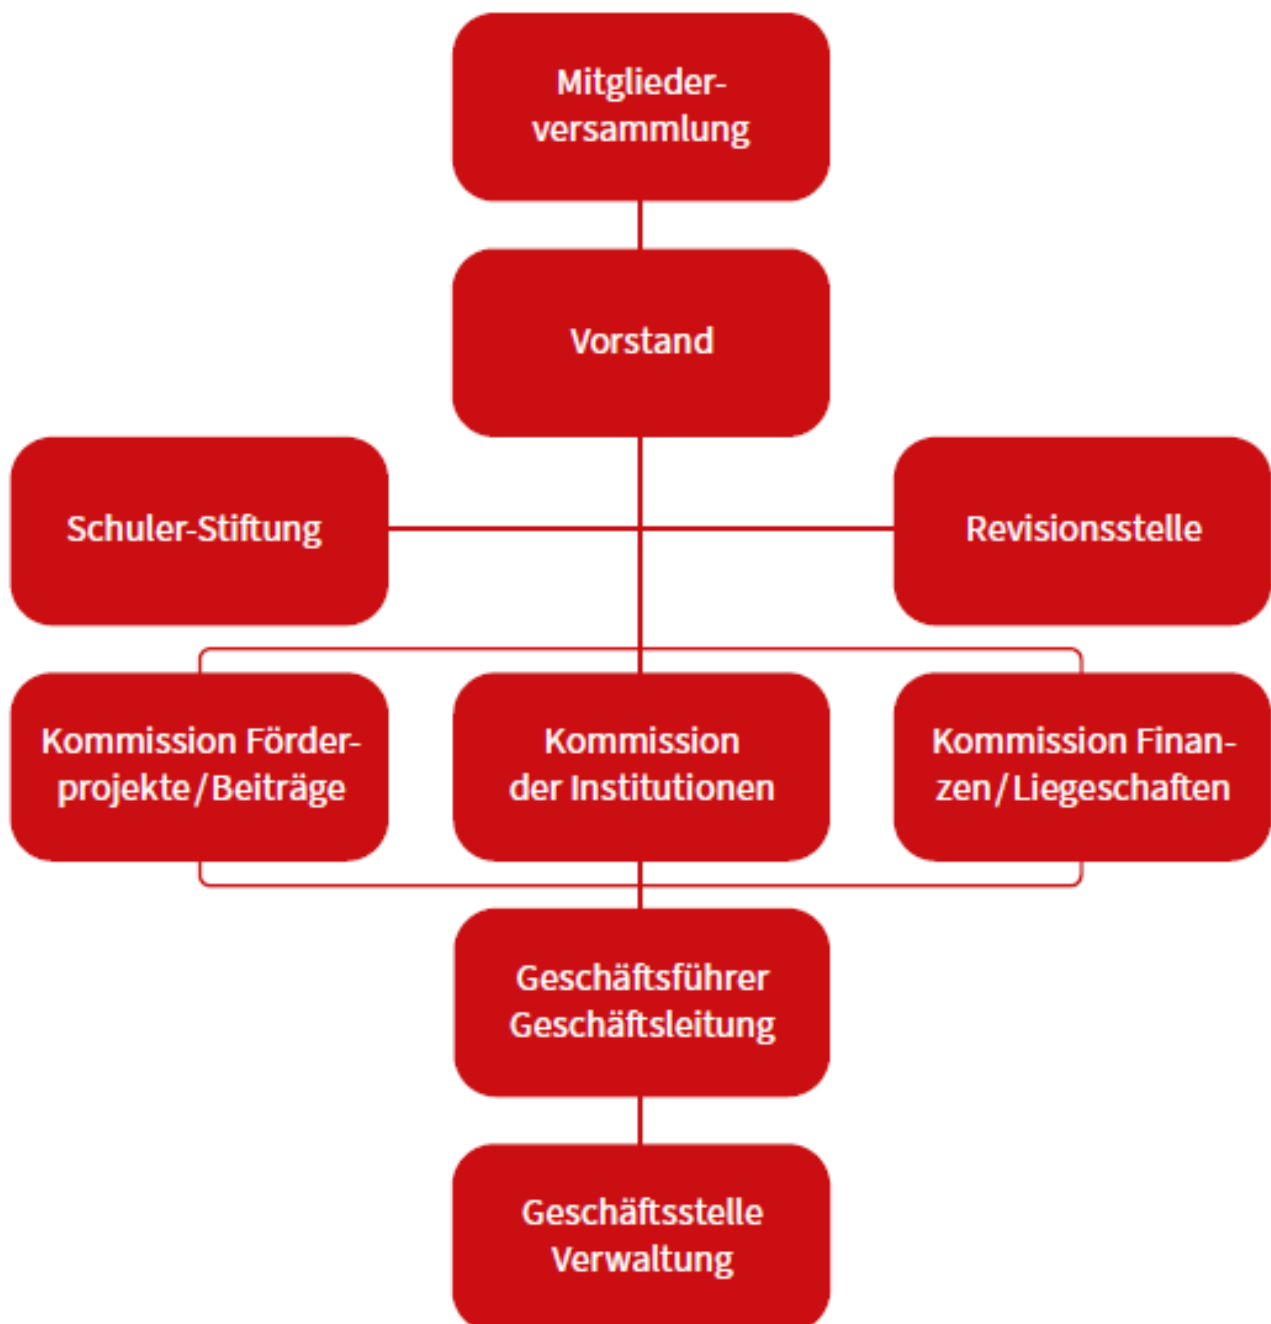 Mitglieder-
versammlung
Vorstand
Schuler-Stiftung
Revisionsstelle
Kommission Förder-
projekte/Beiträge
Kommission
der Institutionen
Kommission Finan-
zen/Liegeschaften
Geschäftsführer
Geschäftsleitung
Geschäftsstelle
Verwaltung